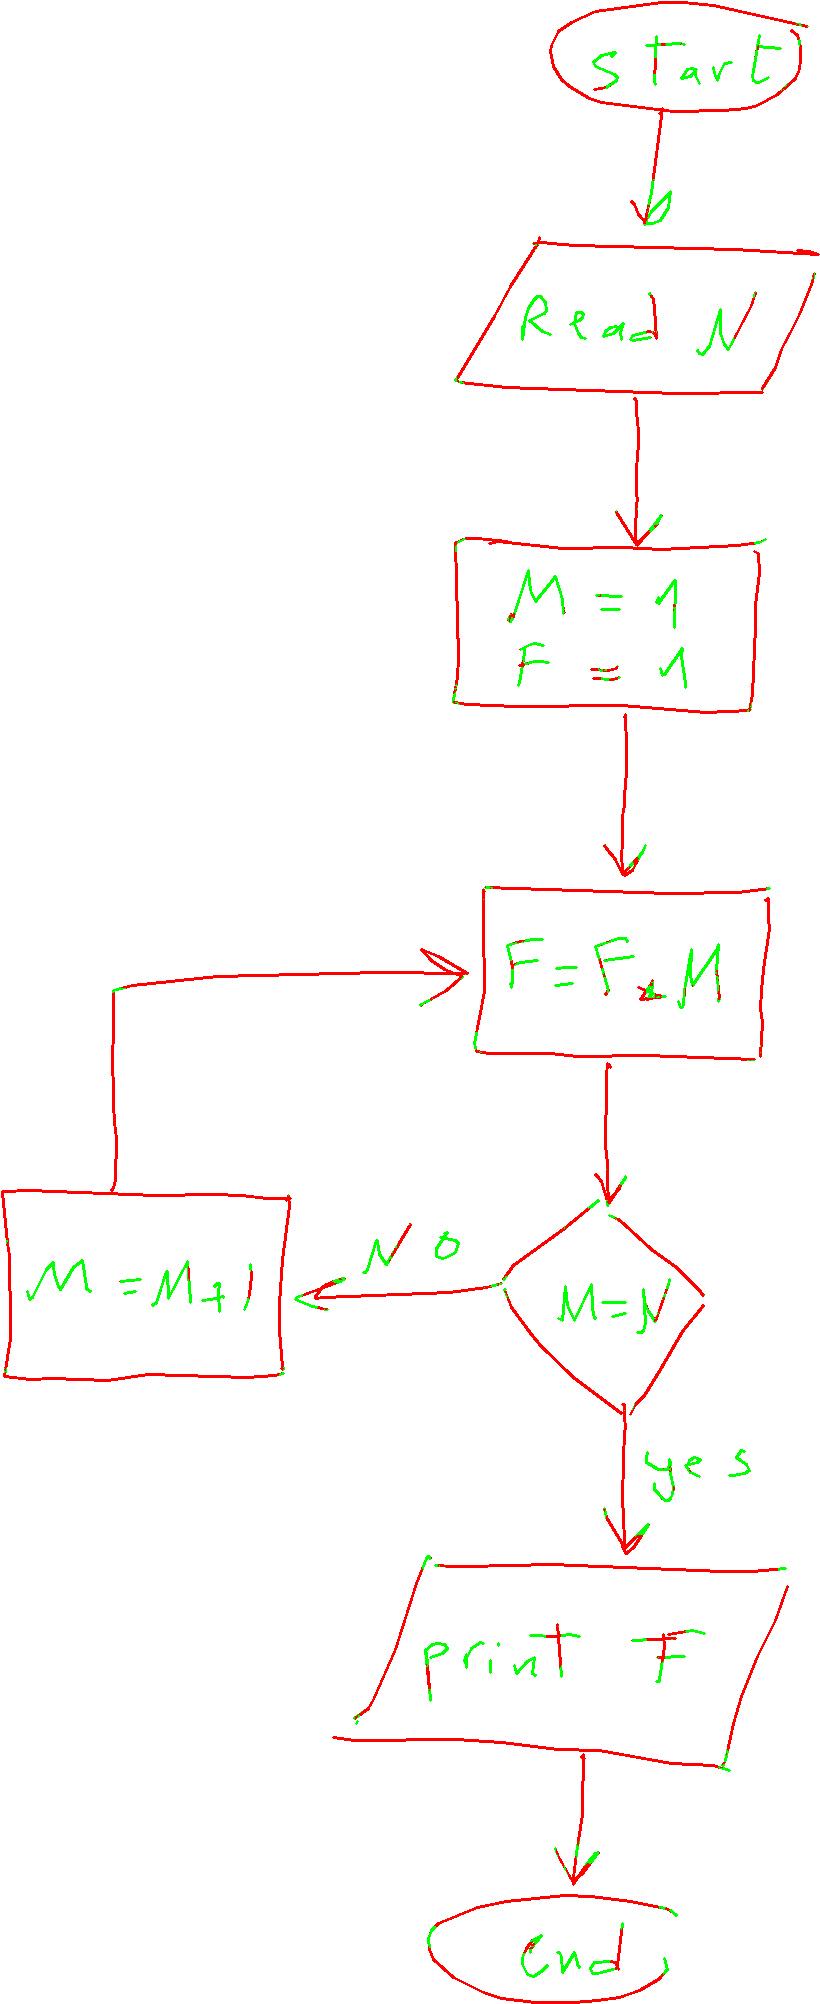 start
Read N
M = 1
F = 1
F = F * M
M = N
NO
M = M + 1
yes
print F
end